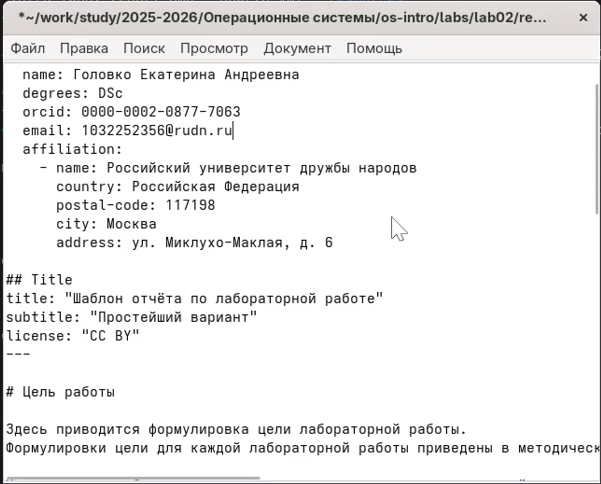 *~/work/study/2025-2026/Операционные системы/os-intro/labs/lab02/re...
Файл Правка Поиск Просмотр Документ Помощь
name: Головко Екатерина Андреевна
degrees: DSc
orcid: 0000-0002-0877-7063
email: 1032252356@rudn.ru
affiliation:
- name: Российский университет дружбы народов
country: Российская Федерация
postal-code: 117198
city: Москва
address: ул. Миклухо-Маклая, д. 6
## Title
title: "Шаблон отчёта по лабораторной работе"
subtitle: "Простейший вариант"
license: "CC BY"
---
# Цель работы
Здесь приводится формулировка цели лабораторной работы.
Формулировки цели для каждой лабораторной работы приведены в методическ